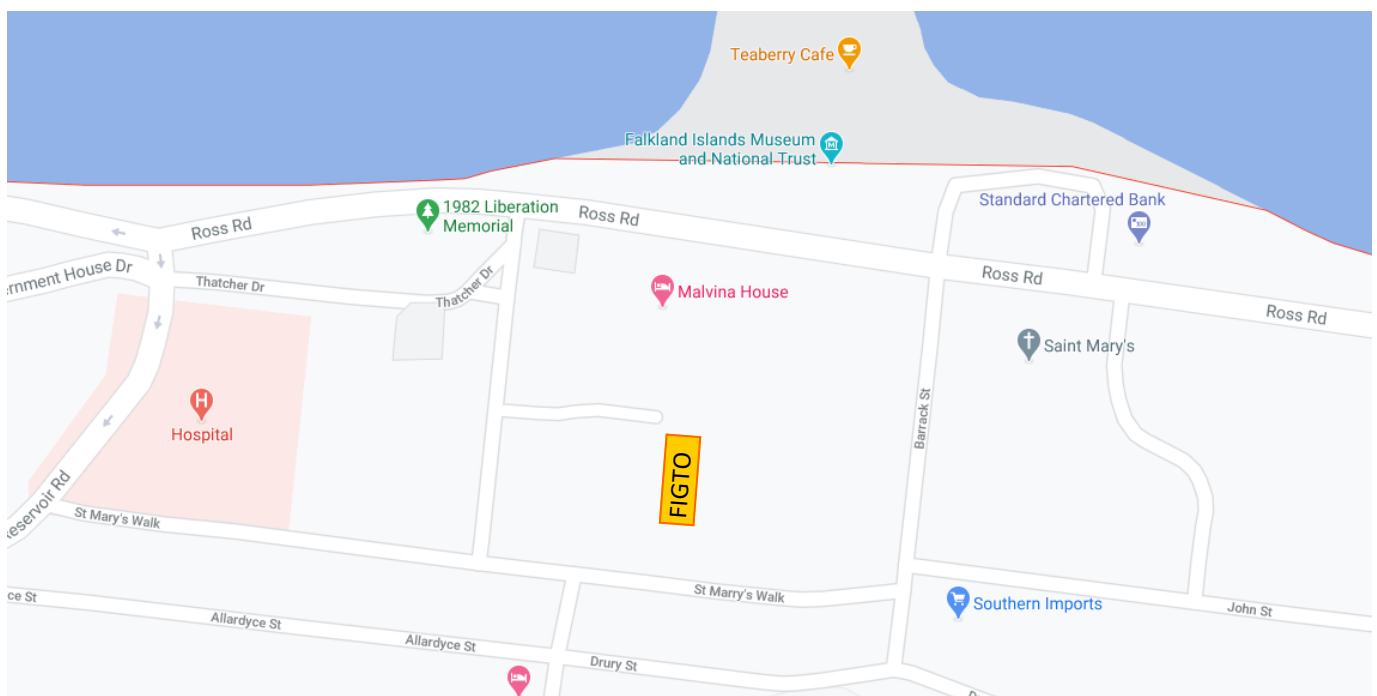 Teaberry Cafe
Falkland Islands Museum
and National Trust
Standard Chartered Bank
1982 Liberation
Memorial
Ross Rd
Ross Rd
Ross Rd
Ross Rd
ernment House Dr
Thatcher Dr
Thatcher Dr
Malvina House
Saint Mary's
H
Hospital
Barrack St
FIGTO
Reservoir Rd
St Mary's Walk
St Marry's Walk
Southern Imports
John St
ce St
Allardyce St
Allardyce St
Drury St
D